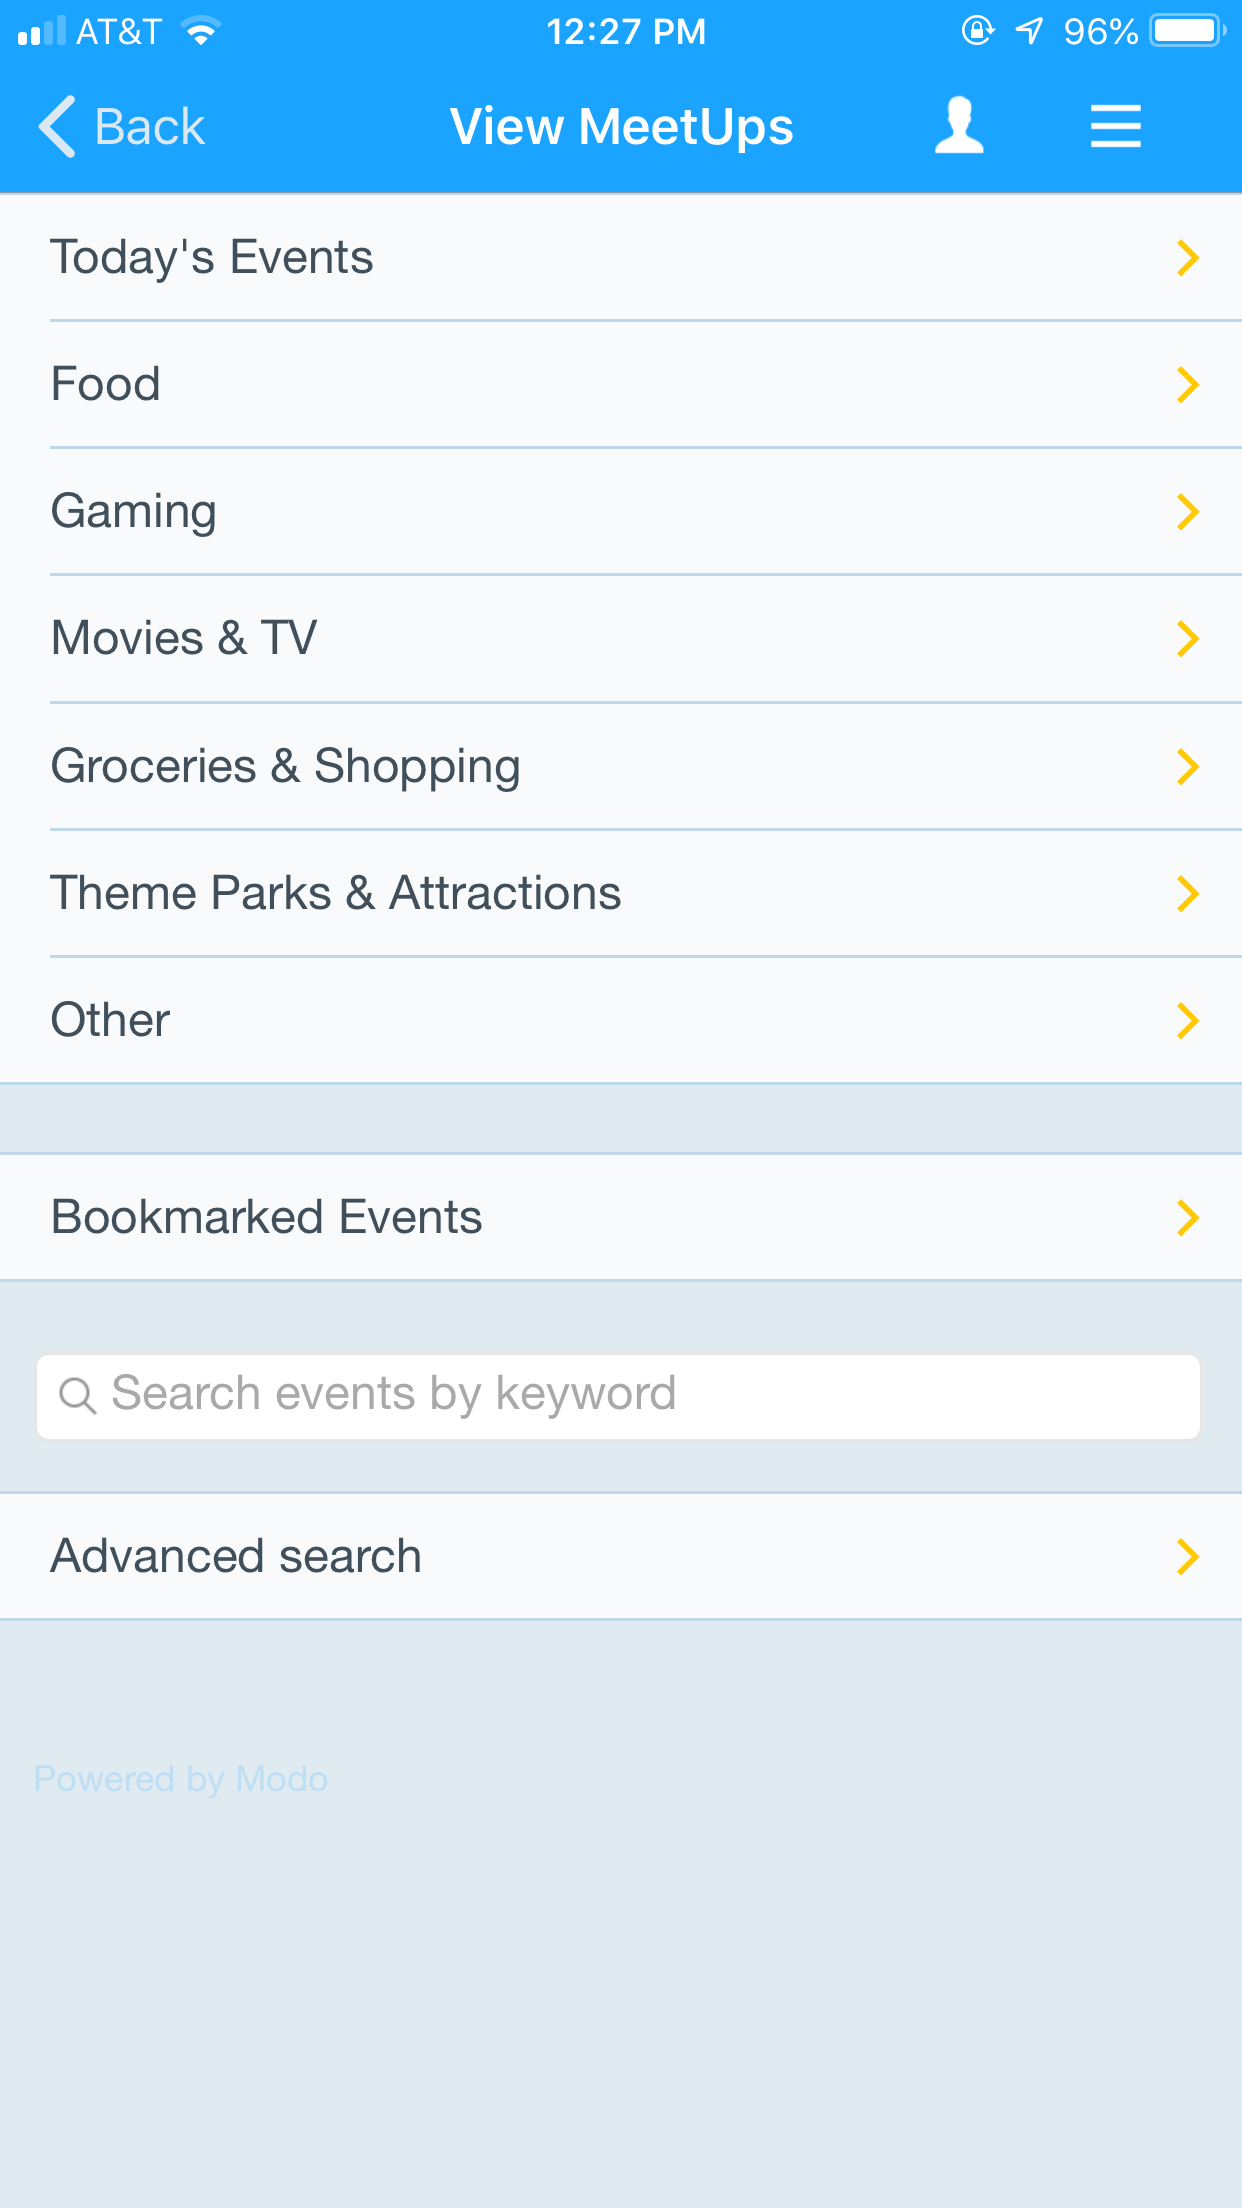 AT&T 12:27 PM 96%
Back View MeetUps
Today's Events
Food
Gaming
Movies & TV
Groceries & Shopping
Theme Parks & Attractions
Other
Bookmarked Events
Search events by keyword
Advanced search
Powered by Modo